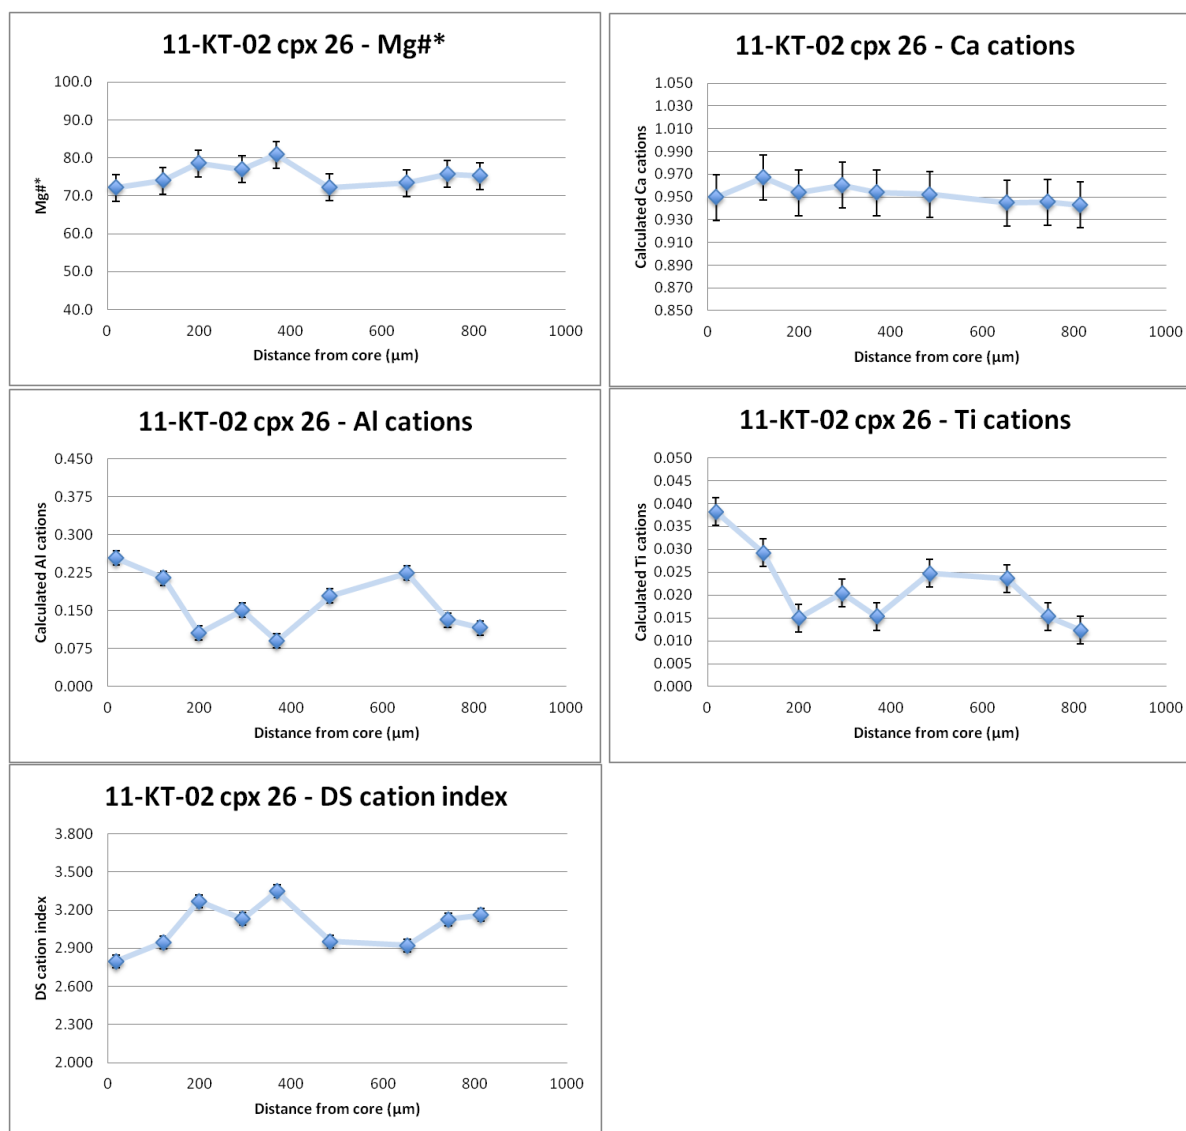 11-KT-02 cpx 26 - Mg#*
100.0
90.0
80.0
70.0
60.0
50.0
40.0
Mg#*
0 200 400 600 800 1000
Distance from core (µm)
11-KT-02 cpx 26 - Ca cations
1.050
1.030
1.010
0.990
0.970
0.950
0.930
0.910
0.890
0.870
0.850
Calculated Ca cations
0 200 400 600 800 1000
Distance from core (µm)
11-KT-02 cpx 26 - Al cations
0.450
0.375
0.300
0.225
0.150
0.075
0.000
Calculated Al cations
0 200 400 600 800 1000
Distance from core (µm)
11-KT-02 cpx 26 - Ti cations
0.050
0.045
0.040
0.035
0.030
0.025
0.020
0.015
0.010
0.005
0.000
Calculated Ti cations
0 200 400 600 800 1000
Distance from core (µm)
11-KT-02 cpx 26 - DS cation index
3.800
3.500
3.200
2.900
2.600
2.300
2.000
DS cation index
0 200 400 600 800 1000
Distance from core (µm)